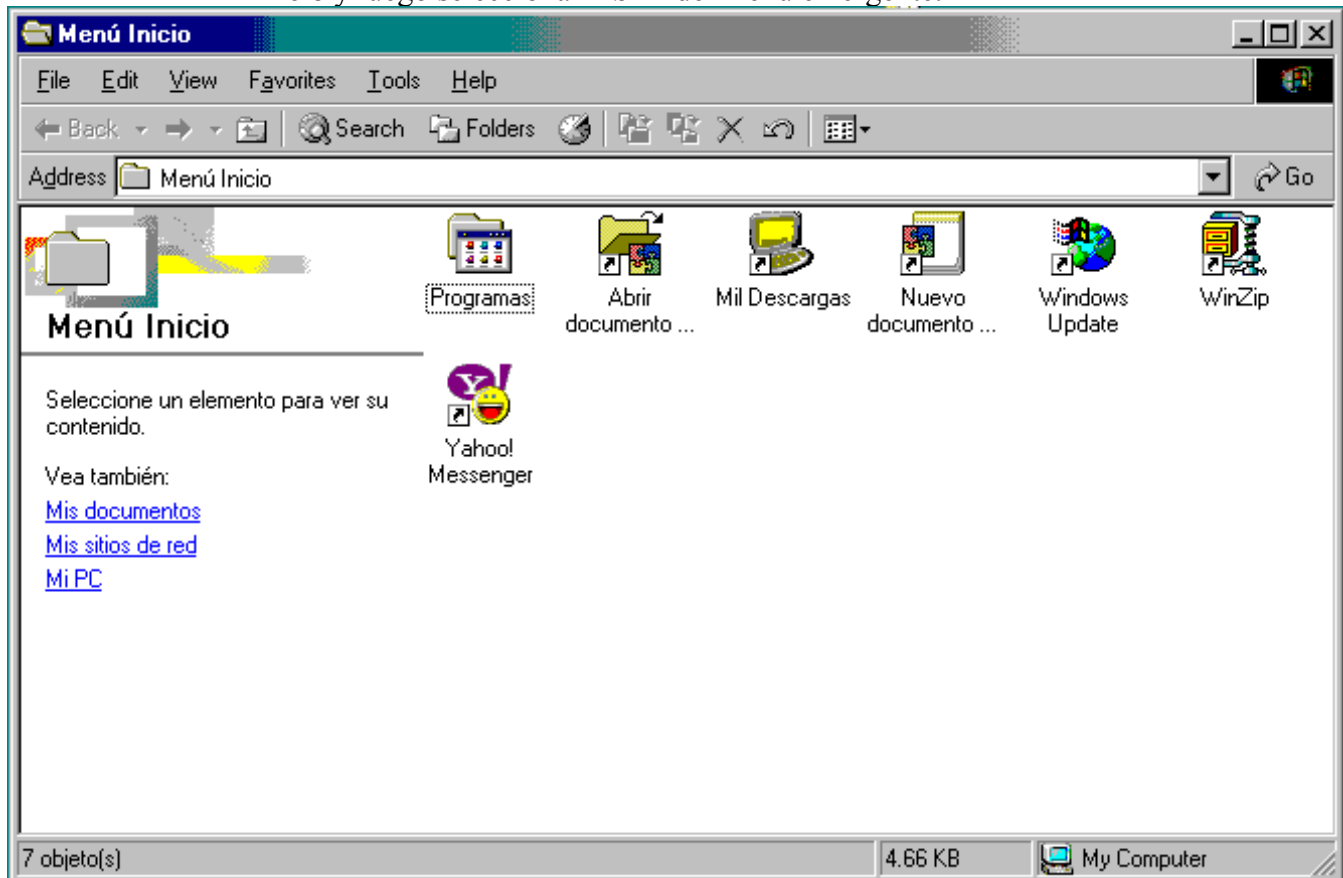 Menú Inicio
File Edit View Favorites Tools Help
Back Search Folders
Address Menú Inicio Go
Programas
Abrir
documento ...
Mil Descargas
Nuevo
documento ...
Windows
Update
WinZip
Menú Inicio
Yahoo!
Messenger
Seleccione un elemento para ver su
contenido.
Vea también:
Mis documentos
Mis sitios de red
Mi PC
7 objeto(s) 4.66 KB My Computer